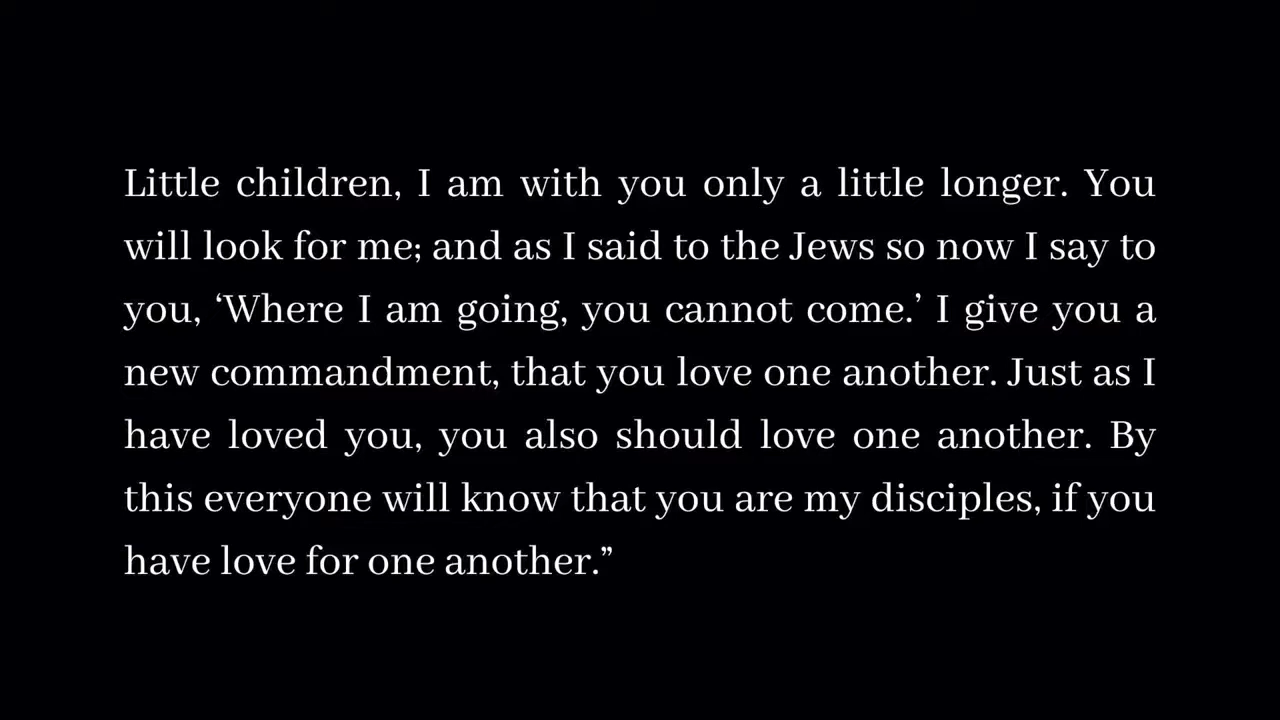 Little children, I am with you only a little longer. You
will look for me; and as I said to the Jews so now I say to
you, ‘Where I am going, you cannot come.’ I give you a
new commandment, that you love one another. Just as I
have loved you, you also should love one another. By
this everyone will know that you are my disciples, if you
have love for one another.”